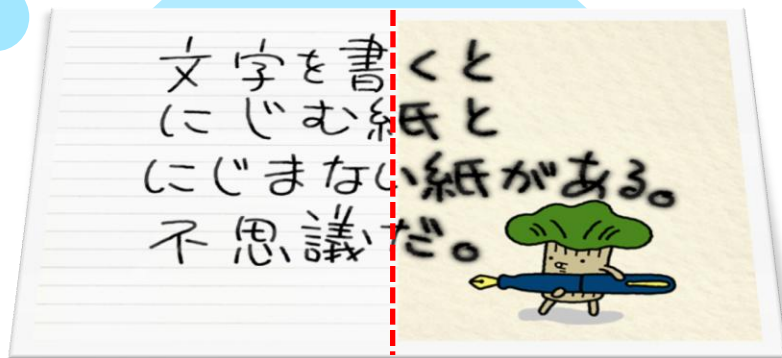 文字を書くと
にじむ紙と
にじまない紙がある。
不思議だ。